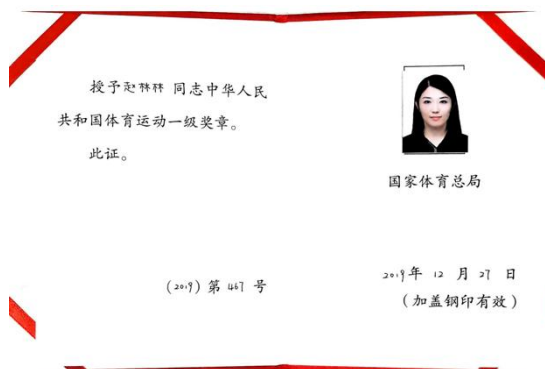 授予赵林林同志中华人民
共和国体育运动一级奖章。
此证。
(2019)第 467 号
国家体育总局
2019年 12 月 27 日
(加盖钢印有效)